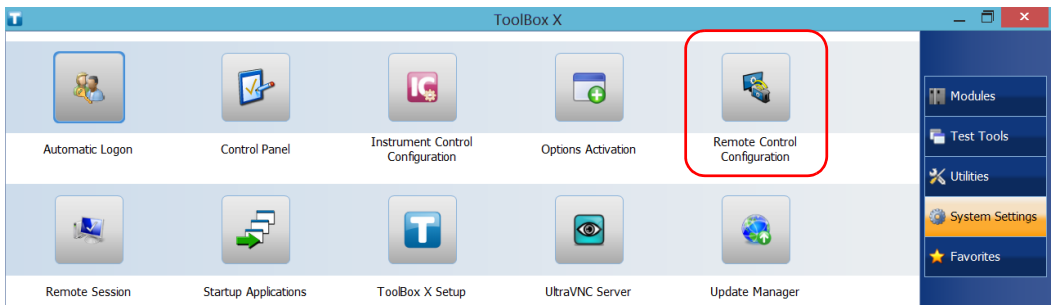 ToolBox X
Automatic Logon
Control Panel
Instrument Control
Configuration
Options Activation
Remote Control
Configuration
Remote Session
Startup Applications
ToolBox X Setup
UltraVNC Server
Update Manager
Modules
Test Tools
Utilities
System Settings
Favorites